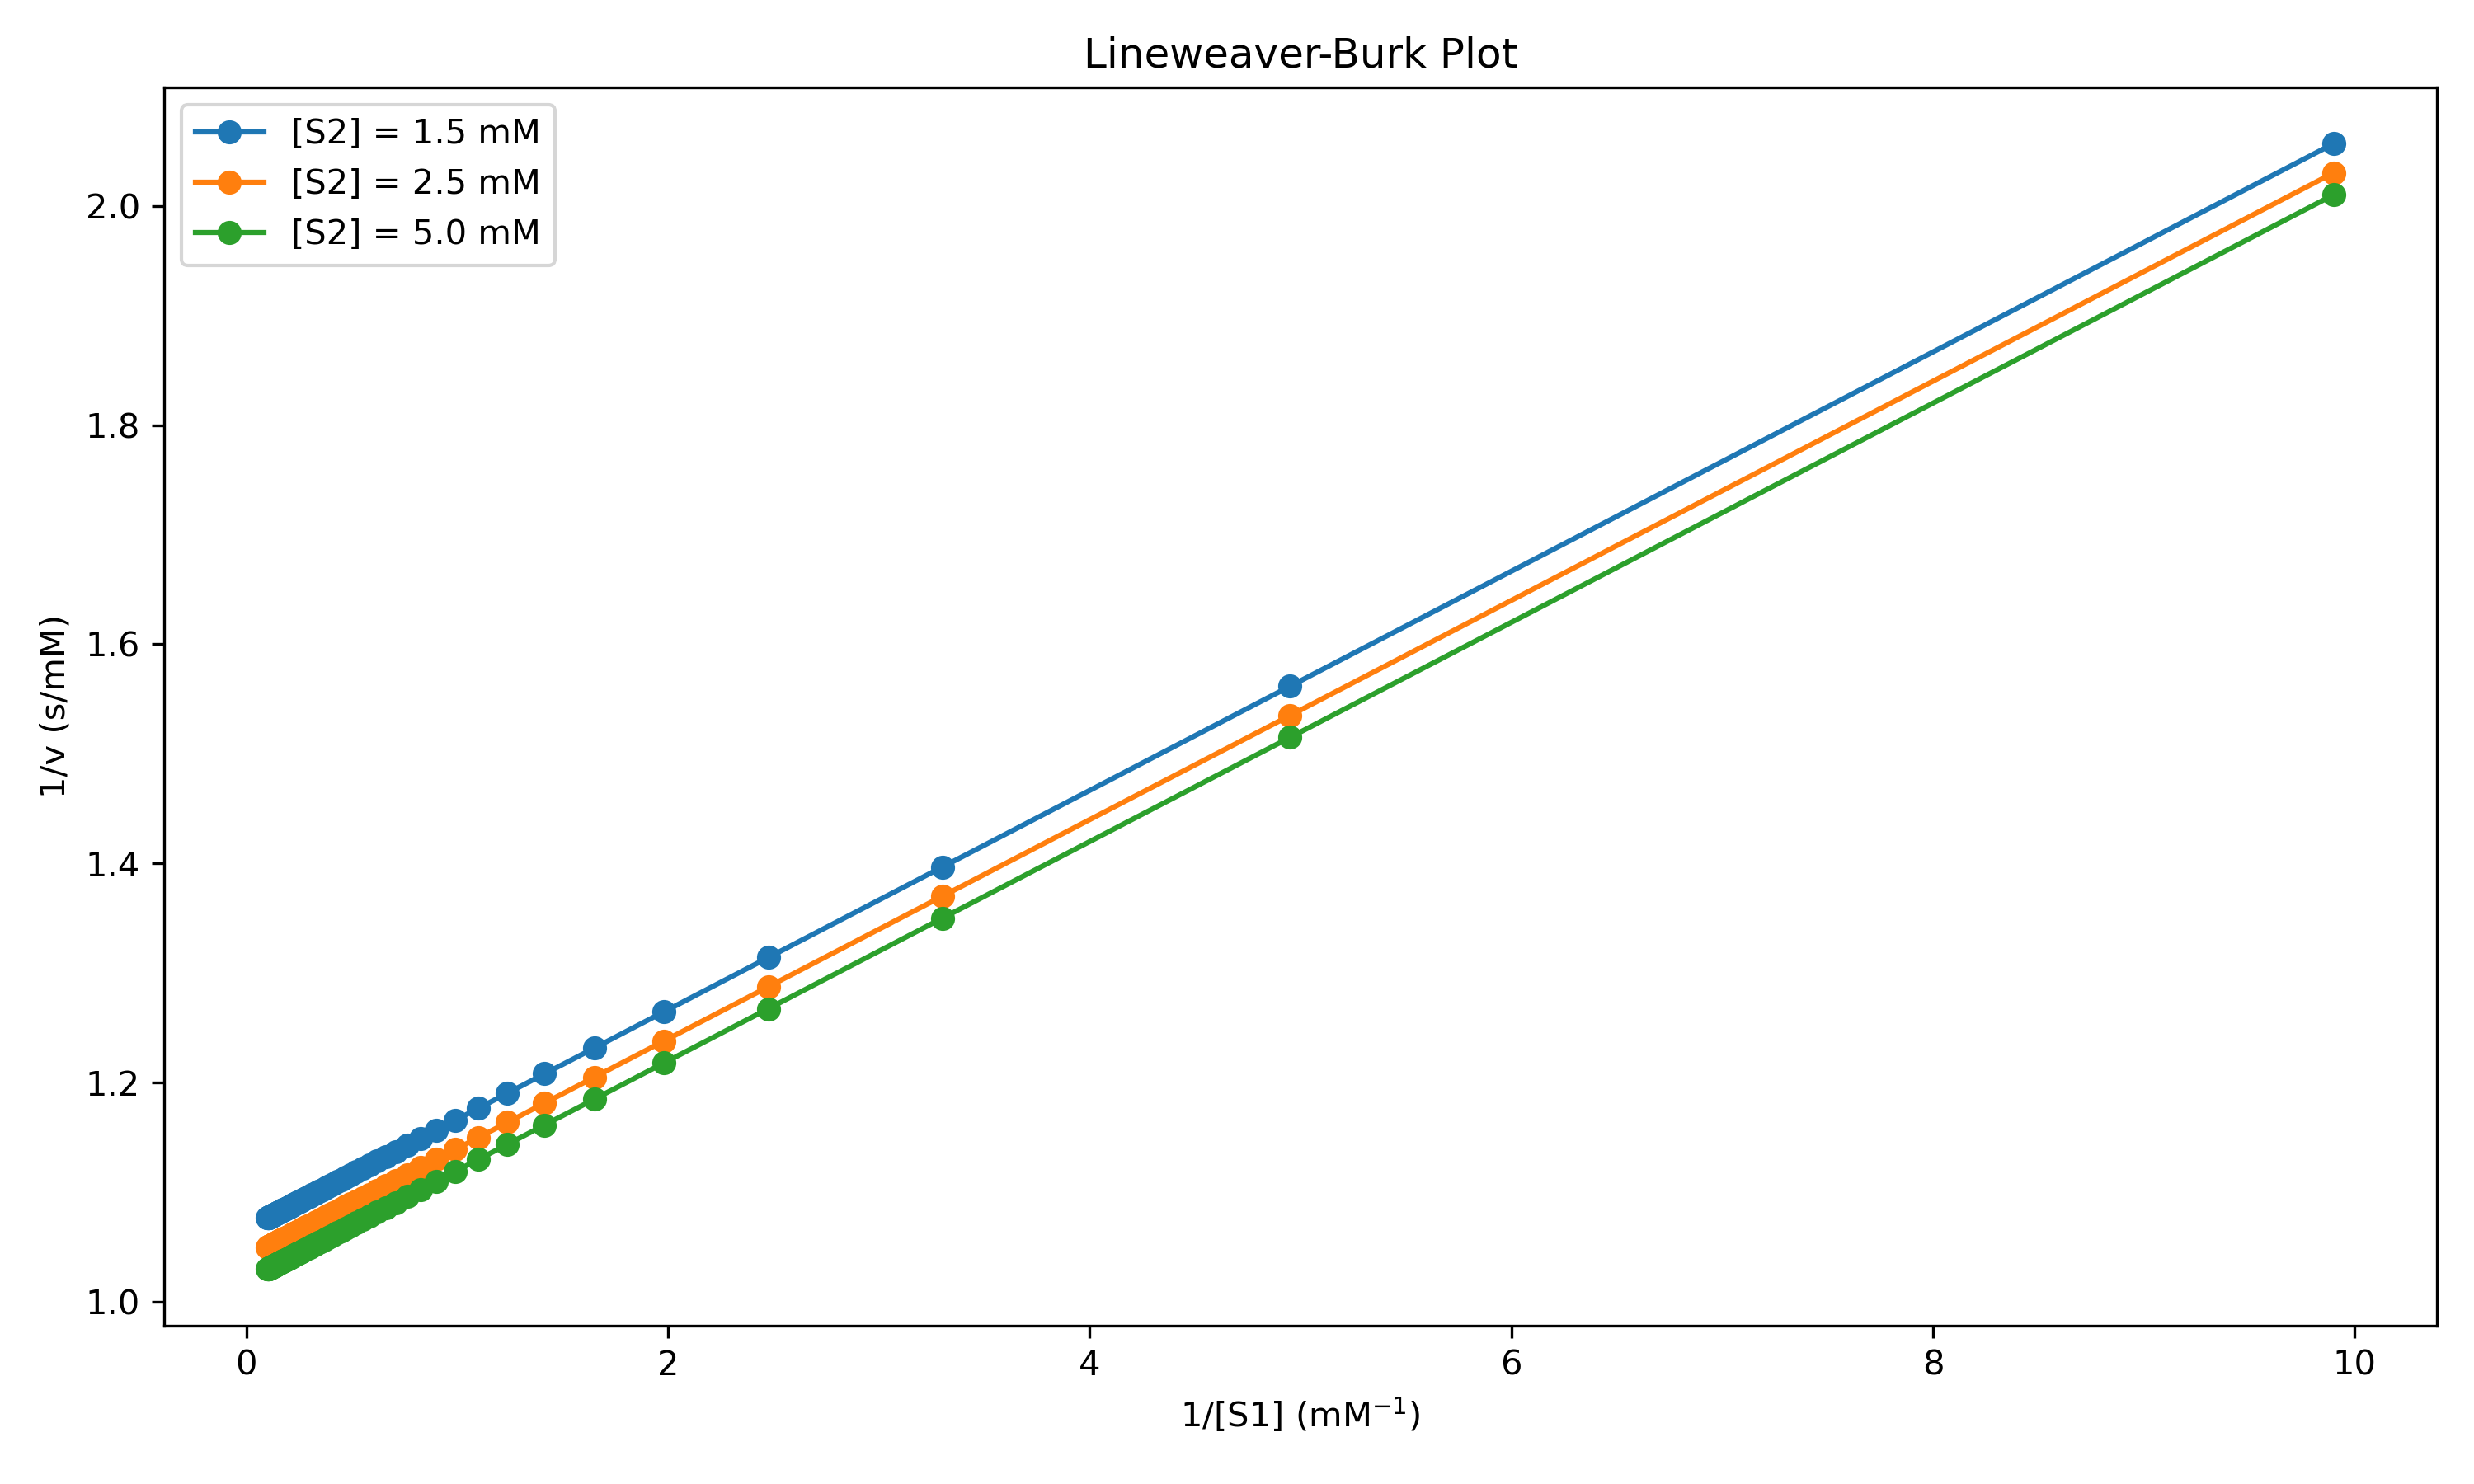 Lineweaver-Burk Plot
[S2] = 1.5 mM
[S2] = 2.5 mM
[S2] = 5.0 mM
2.0
1.8
1.6
1.4
1.2
1.0
1/v (s/mM)
0 2 4 6 8 10
1/[S1] (mM⁻¹)